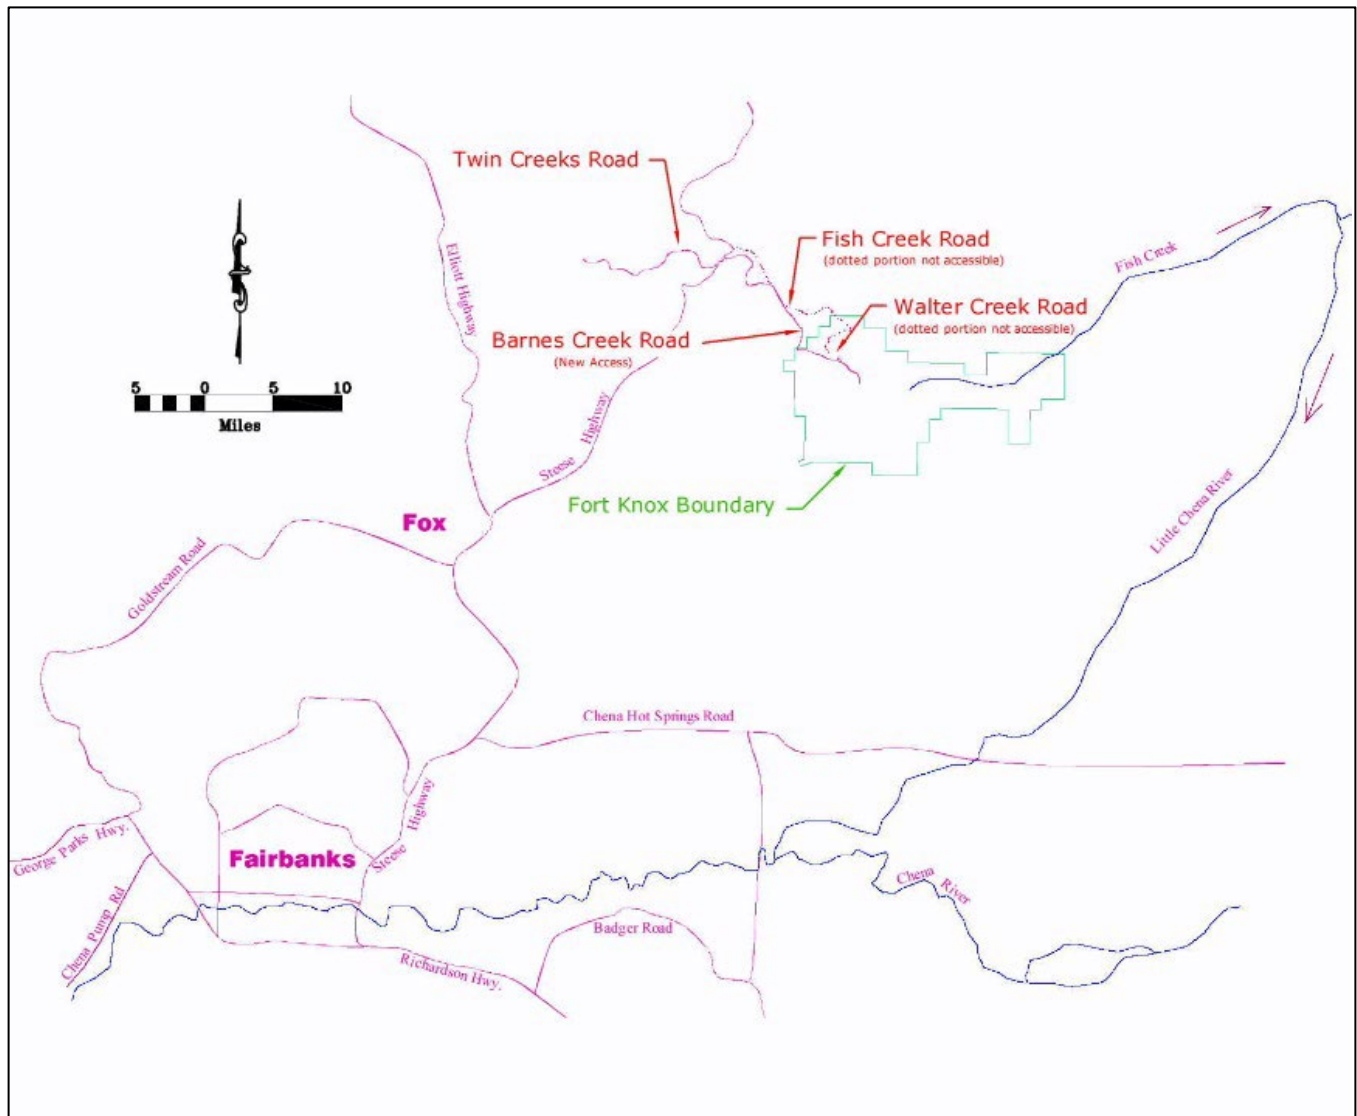 Twin Creeks Road
Elliott Highway
Fish Creek Road
(dotted portion not accessible)
Fish Creek
Walter Creek Road
(dotted portion not accessible)
Barnes Creek Road
(New Access)
5 0 5 10
Miles
Steese Highway
Fort Knox Boundary
Fox
Little Chena River
Goldstream Road
Chena Hot Springs Road
Steese Highway
George Parks Hwy.
Fairbanks
Chena River
Chena Pump Rd
Badger Road
Richardson Hwy.